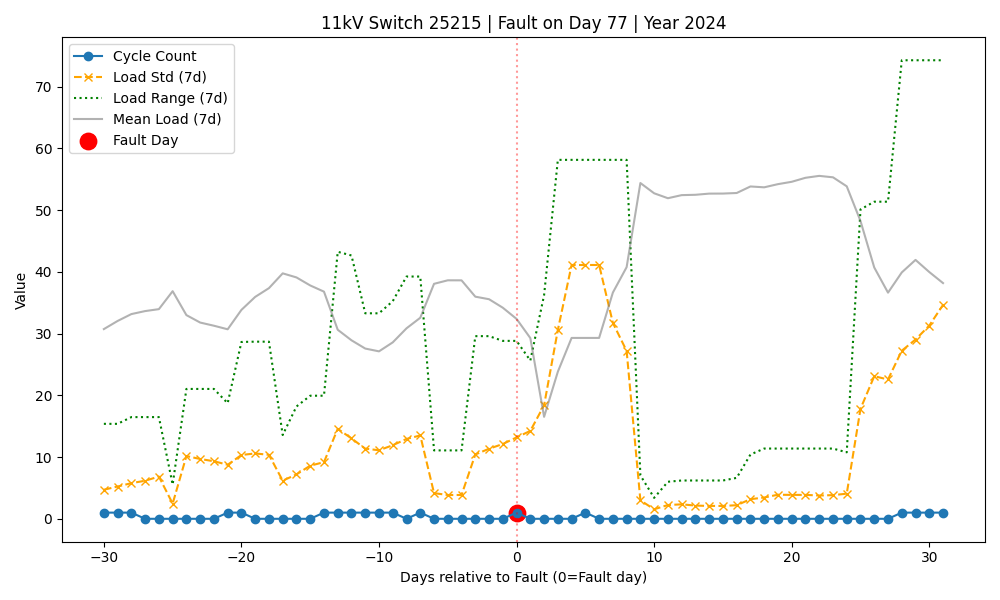 11kV Switch 25215 | Fault on Day 77 | Year 2024
Cycle Count
Load Std (7d)
Load Range (7d)
Mean Load (7d)
Fault Day
Value
70
60
50
40
30
20
10
0
−30
−20
−10
0
10
20
30
Days relative to Fault (0=Fault day)